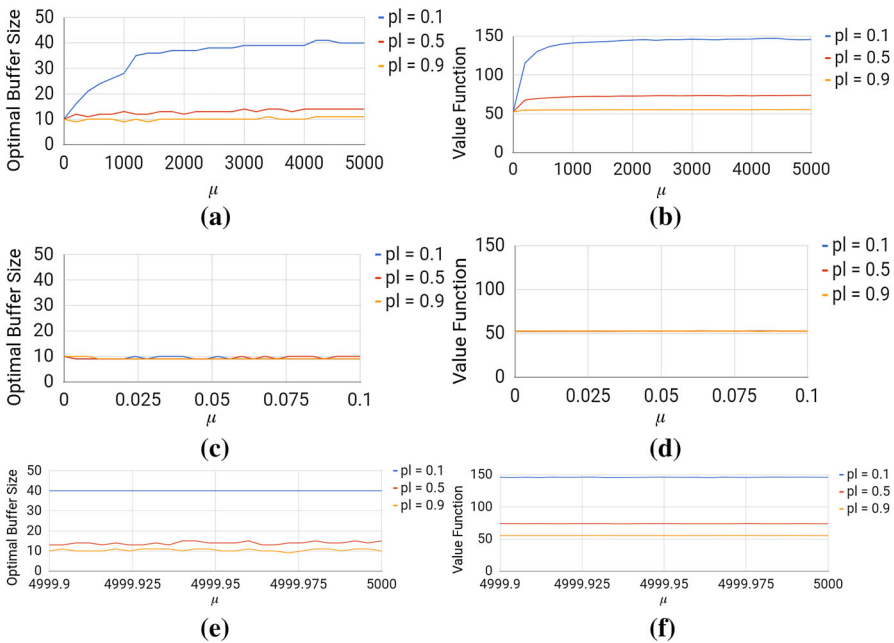 50
40
30
20
10
0
Optimal Buffer Size
0 1000 2000 3000 4000 5000
μ
pl = 0.1
pl = 0.5
pl = 0.9
(a)
150
100
50
0
Value Function
0 1000 2000 3000 4000 5000
μ
pl = 0.1
pl = 0.5
pl = 0.9
(b)
50
40
30
20
10
0
Optimal Buffer Size
0 0.025 0.05 0.075 0.1
μ
pl = 0.1
pl = 0.5
pl = 0.9
(c)
150
100
50
0
Value Function
0 0.025 0.05 0.075 0.1
μ
pl = 0.1
pl = 0.5
pl = 0.9
(d)
50
40
30
20
10
0
Optimal Buffer Size
4999.9 4999.925 4999.95 4999.975 5000
μ
pl = 0.1
pl = 0.5
pl = 0.9
(e)
150
100
50
0
Value Function
4999.9 4999.925 4999.95 4999.975 5000
μ
pl = 0.1
pl = 0.5
pl = 0.9
(f)